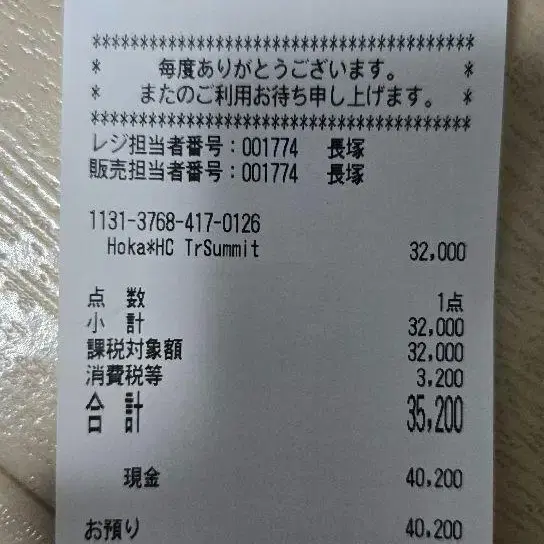 **************************************
* 毎度ありがとうございます。 *
* またのご利用お待ち申し上げます。 *
**************************************
レジ担当者番号：001774 長塚
販売担当者番号：001774 長塚
1131-3768-417-0126
Hoka*HC TrSummit 32,000
点 数 1点
小 計 32,000
課税対象額 32,000
消費税等 3,200
合 計 35,200
現金 40,200
お預り 40,200